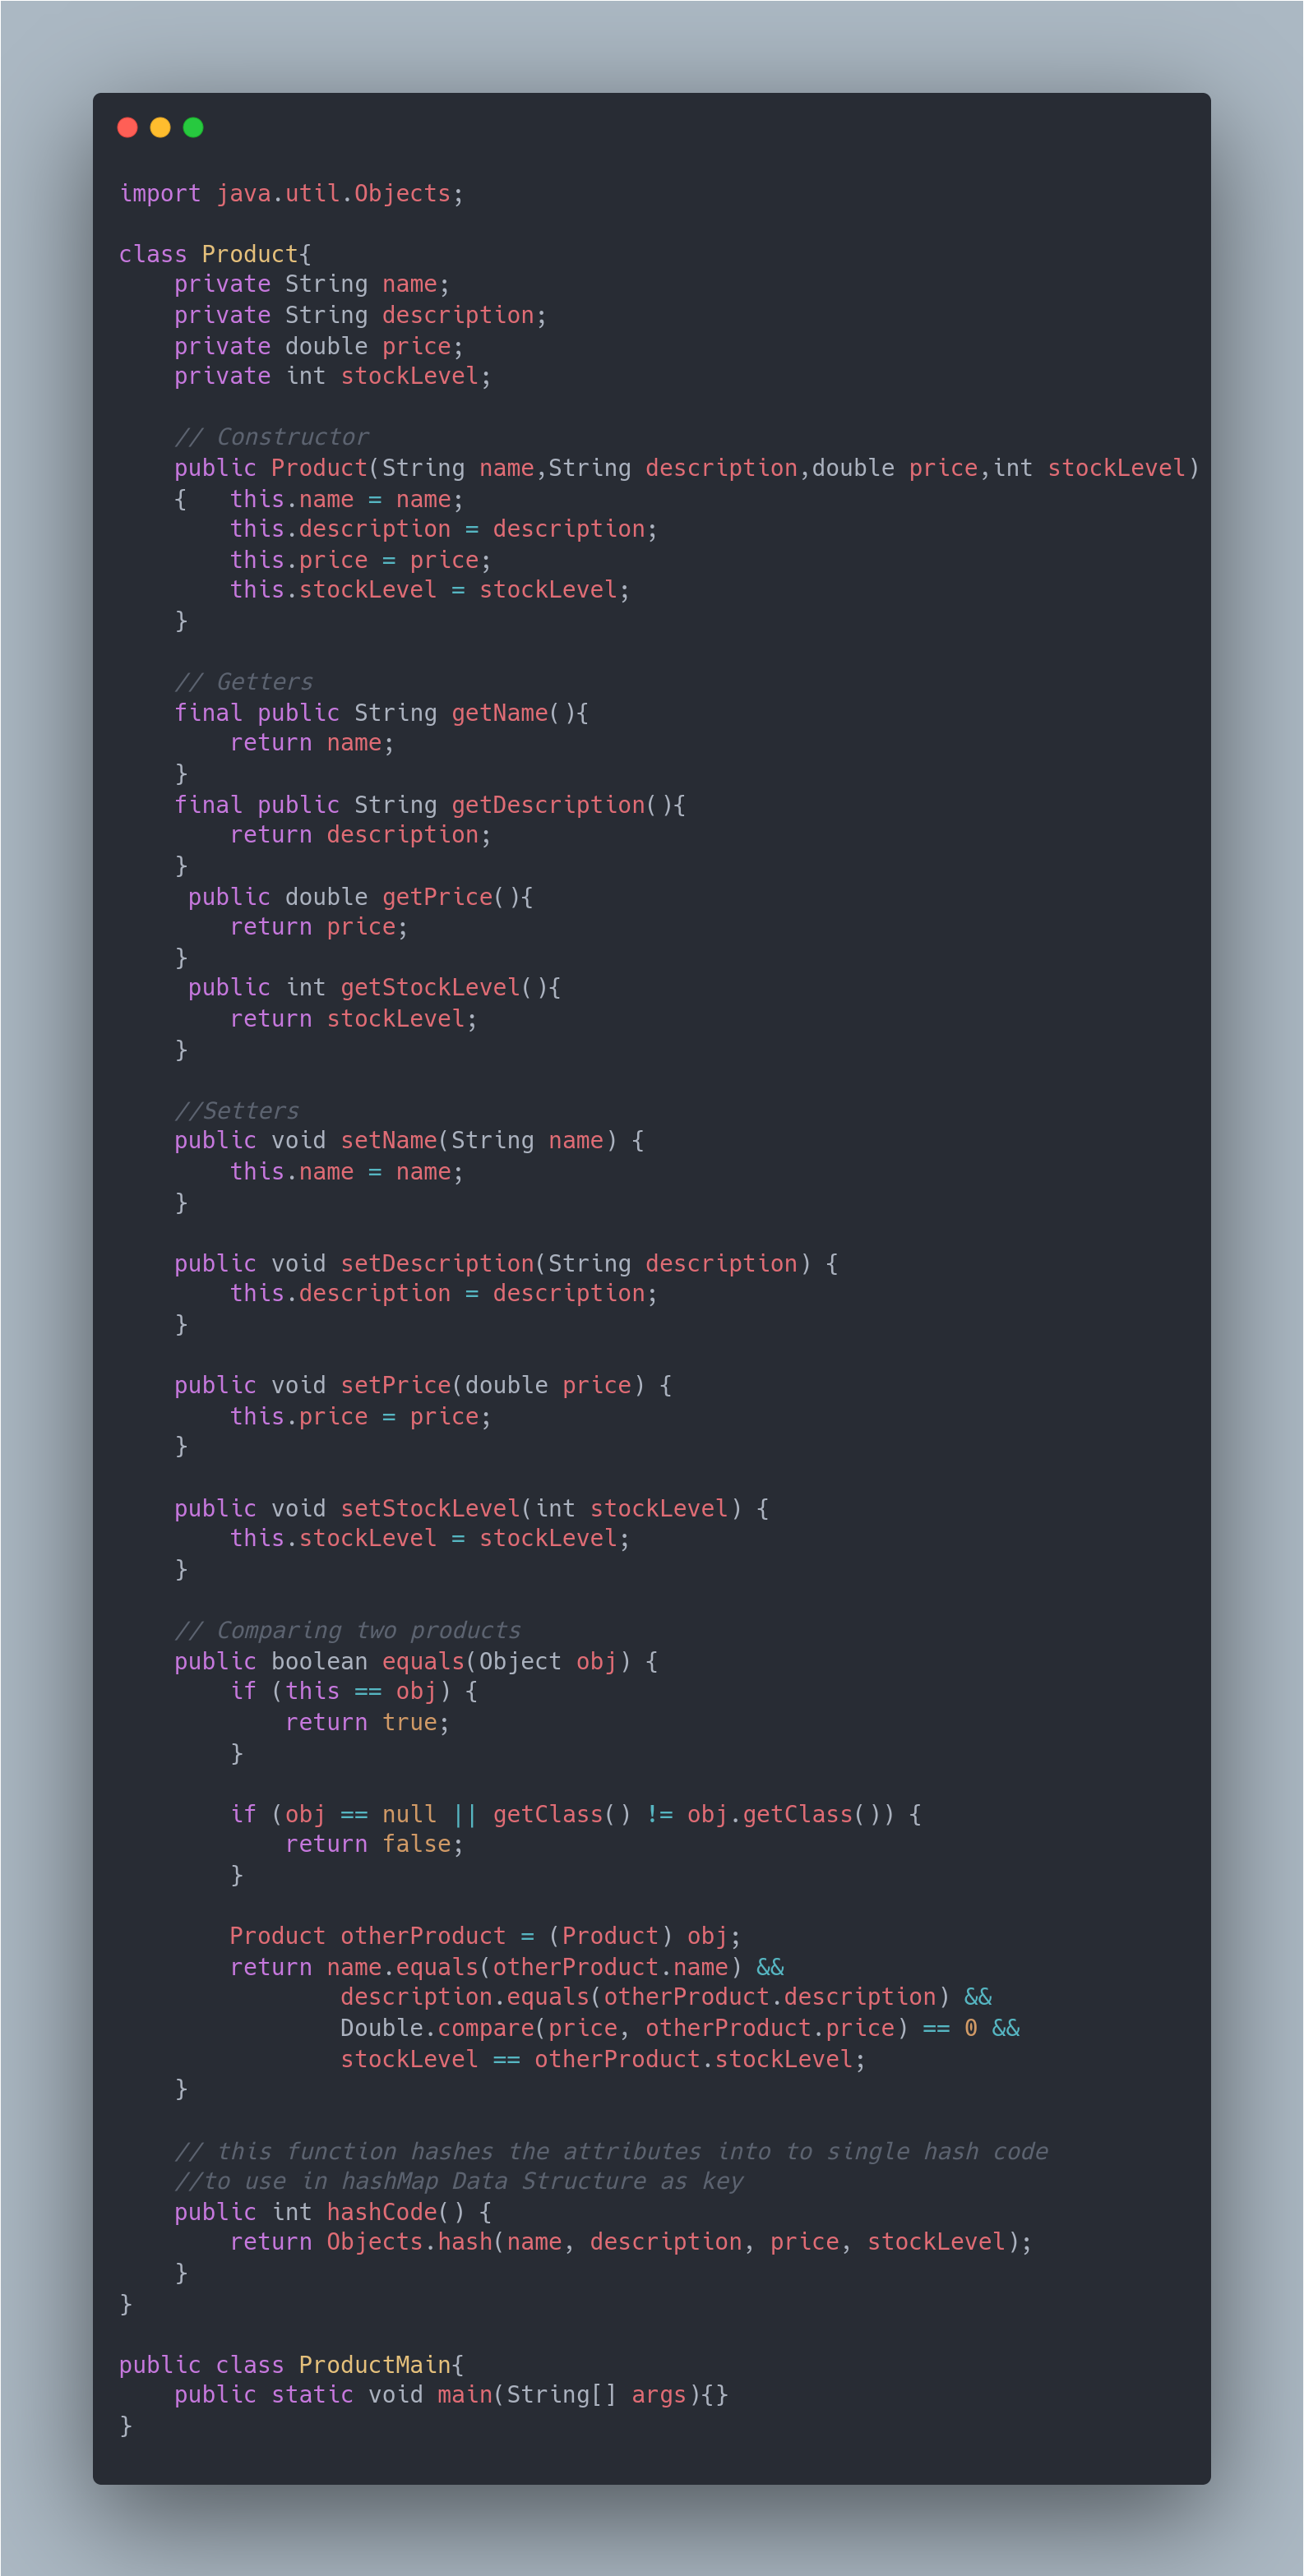 import java.util.Objects;

class Product{
    private String name;
    private String description;
    private double price;
    private int stockLevel;

    // Constructor
    public Product(String name,String description,double price,int stockLevel)
    {   this.name = name;
        this.description = description;
        this.price = price;
        this.stockLevel = stockLevel;
    }

    // Getters
    final public String getName(){
        return name;
    }
    final public String getDescription(){
        return description;
    }
     public double getPrice(){
        return price;
    }
     public int getStockLevel(){
        return stockLevel;
    }

    //Setters
    public void setName(String name) {
        this.name = name;
    }

    public void setDescription(String description) {
        this.description = description;
    }

    public void setPrice(double price) {
        this.price = price;
    }

    public void setStockLevel(int stockLevel) {
        this.stockLevel = stockLevel;
    }

    // Comparing two products
    public boolean equals(Object obj) {
        if (this == obj) {
            return true;
        }

        if (obj == null || getClass() != obj.getClass()) {
            return false;
        }

        Product otherProduct = (Product) obj;
        return name.equals(otherProduct.name) &&
                description.equals(otherProduct.description) &&
                Double.compare(price, otherProduct.price) == 0 &&
                stockLevel == otherProduct.stockLevel;
    }

    // this function hashes the attributes into to single hash code
    //to use in hashMap Data Structure as key
    public int hashCode() {
        return Objects.hash(name, description, price, stockLevel);
    }
}

public class ProductMain{
    public static void main(String[] args){}
}